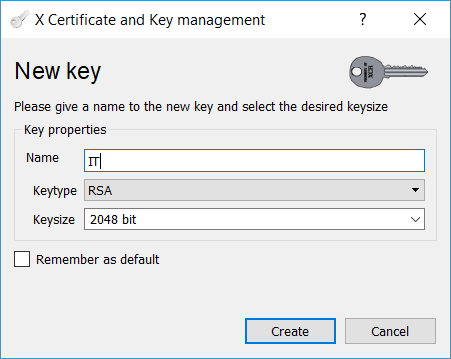 X Certificate and Key management
?
New key
Please give a name to the new key and select the desired keysize
Key properties
Name IT
Keytype RSA
Keysize 2048 bit
Remember as default
Create Cancel